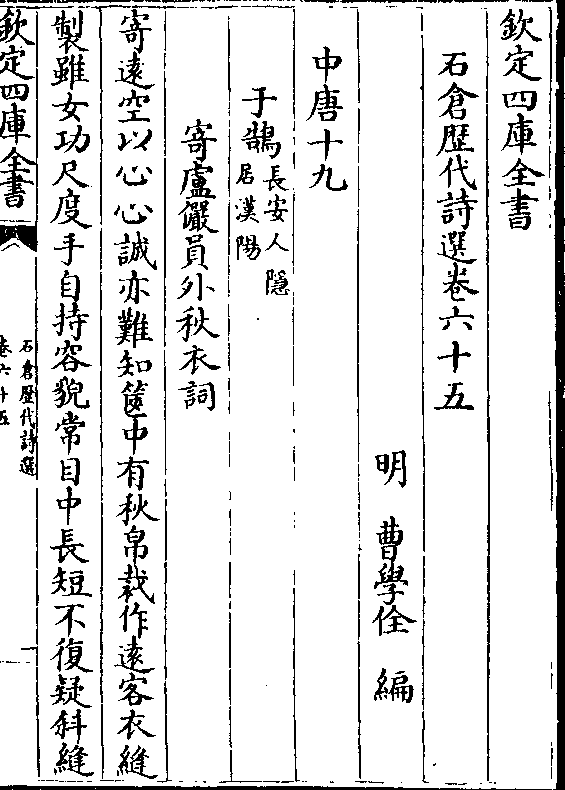 欽定四庫全書
石倉歴代詩選卷六十五
明 曹學佺 編
中唐十九
于鵠長安人隱居漢陽
寄盧儼員外秋衣詞
寄遠空以心心誠亦難知篋中有秋帛裁作遠客衣縫
製雖女功尺度手自持容貌常目中長短不復疑斜縫
欽定四庫全書
石倉歴代詩選
卷六十五
一